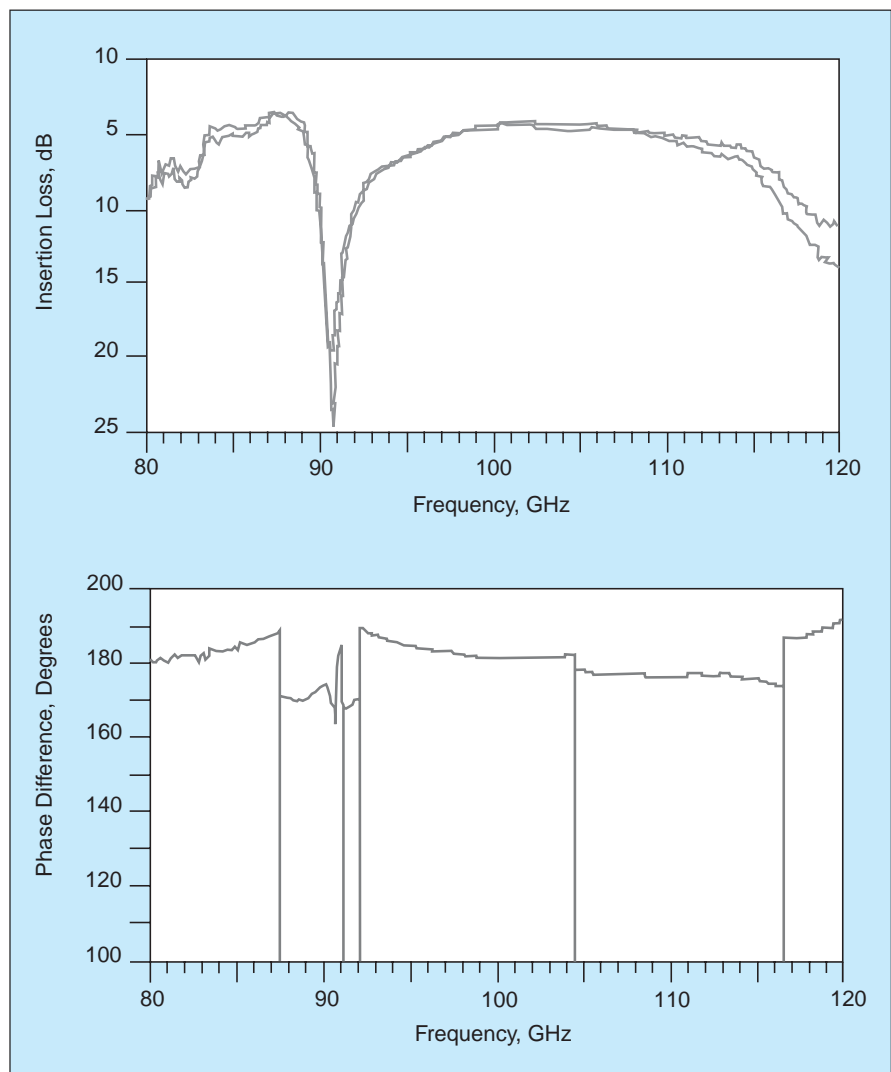 10
5
10
15
20
25
Insertion Loss, dB
80 90 100 110 120
Frequency, GHz
200
180
160
140
120
100
Phase Difference, Degrees
80 90 100 110 120
Frequency, GHz